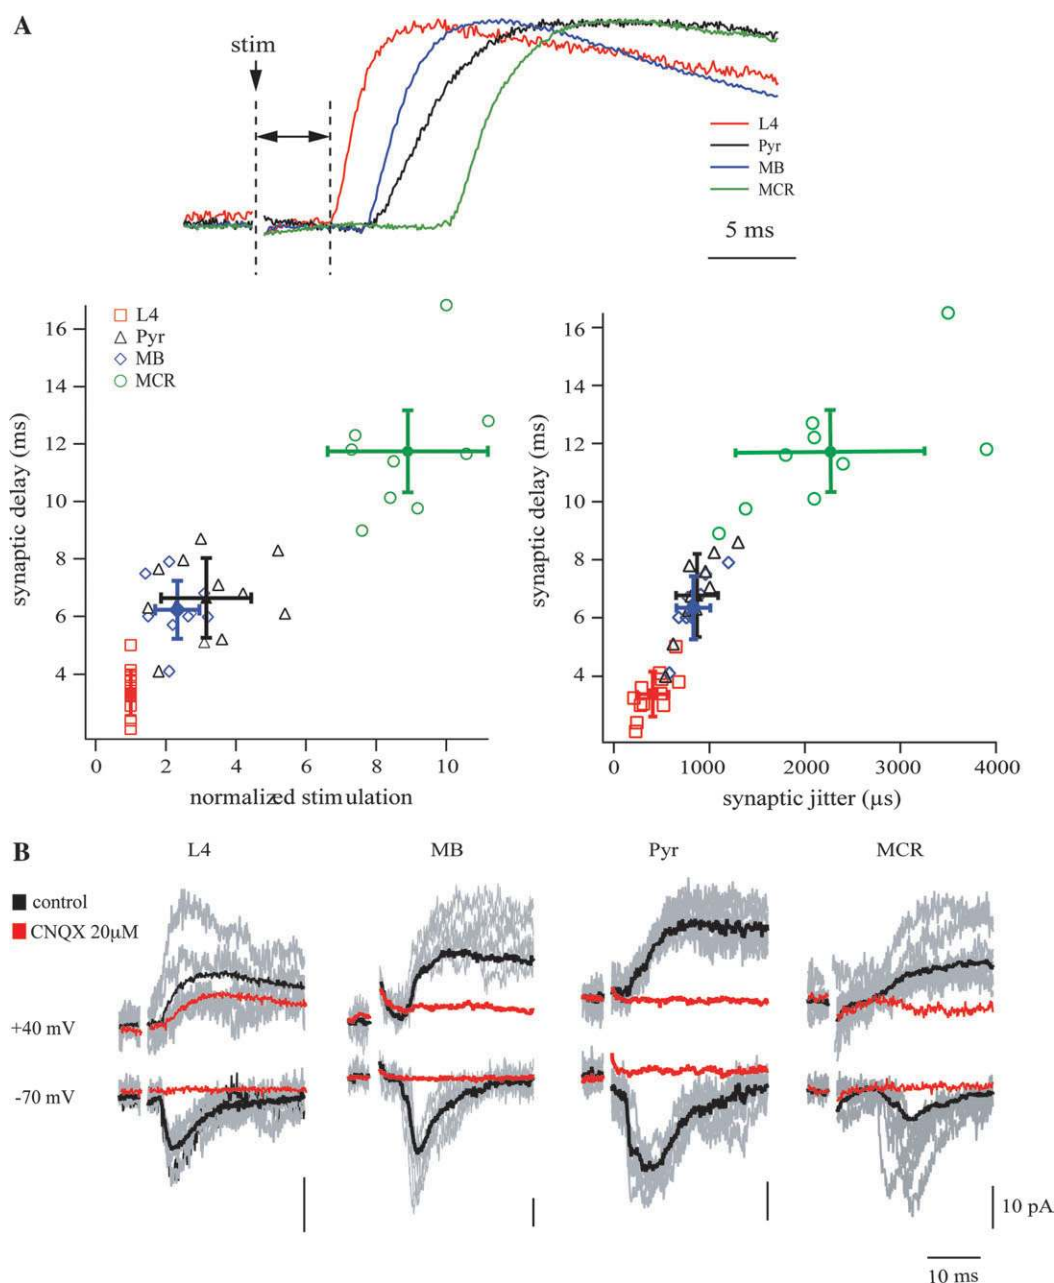 A
stim
L4
Pyr
MB
MCR
5 ms
synaptic delay (ms)
16
14
12
10
8
6
4
L4
Pyr
MB
MCR
0 2 4 6 8 10
normalized stimulation
synaptic delay (ms)
16
14
12
10
8
6
4
0 1000 2000 3000 4000
synaptic jitter (µs)
B
L4 MB Pyr MCR
control
CNQX 20µM
+40 mV
-70 mV
10 pA
10 ms